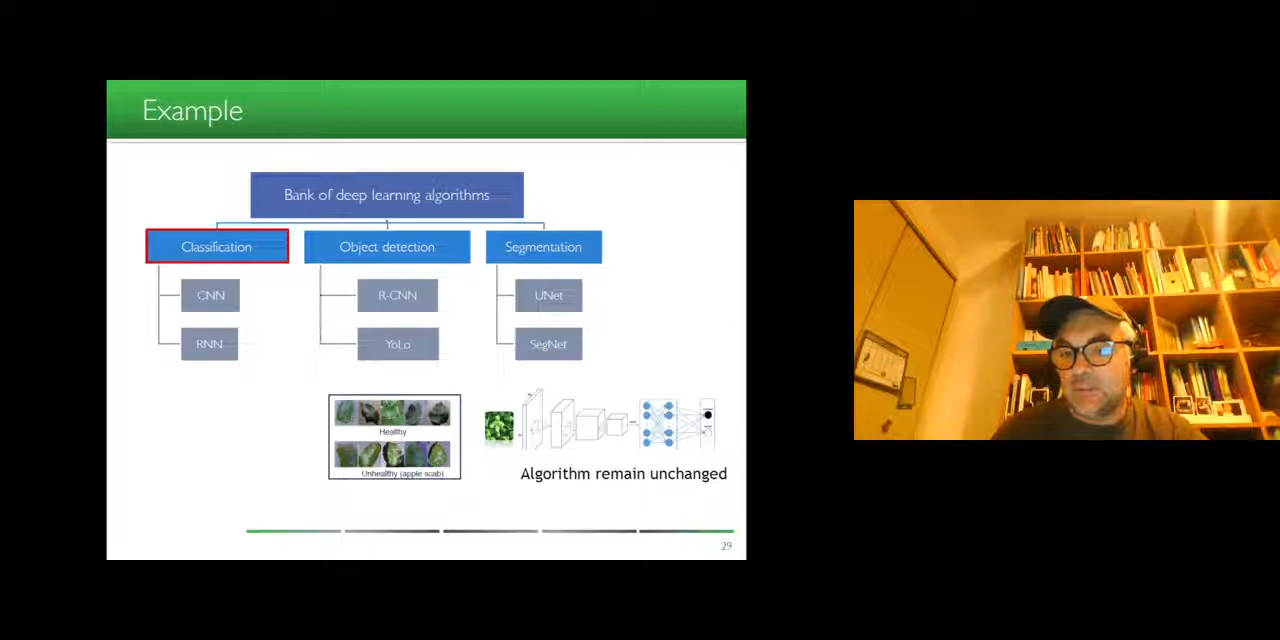 Example
Bank of deep learning algorithms
Classification
Object detection
Segmentation
CNN
R-CNN
UNet
RNN
YoLo
SegNet
Healthy
Unhealthy (apple scab)
Algorithm remain unchanged
29